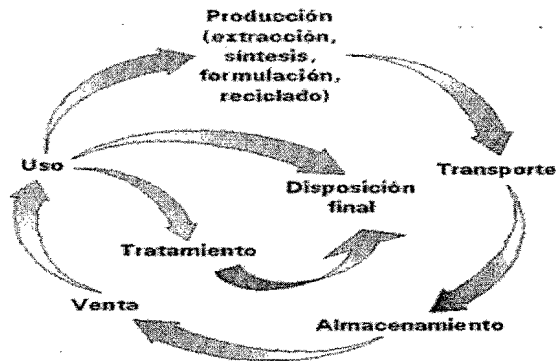 Producción
(extracción,
síntesis,
formulación,
reciclado)
Uso
Transporte
Disposición
final
Tratamiento
Venta
Almacenamiento